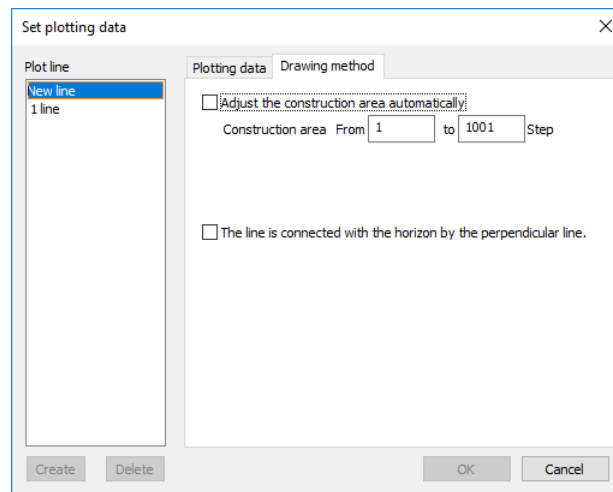 Set plotting data
Plot line
New line
1 line
Plotting data Drawing method
Adjust the construction area automatically
Construction area From 1 to 1001 Step
The line is connected with the horizon by the perpendicular line.
Create Delete OK Cancel